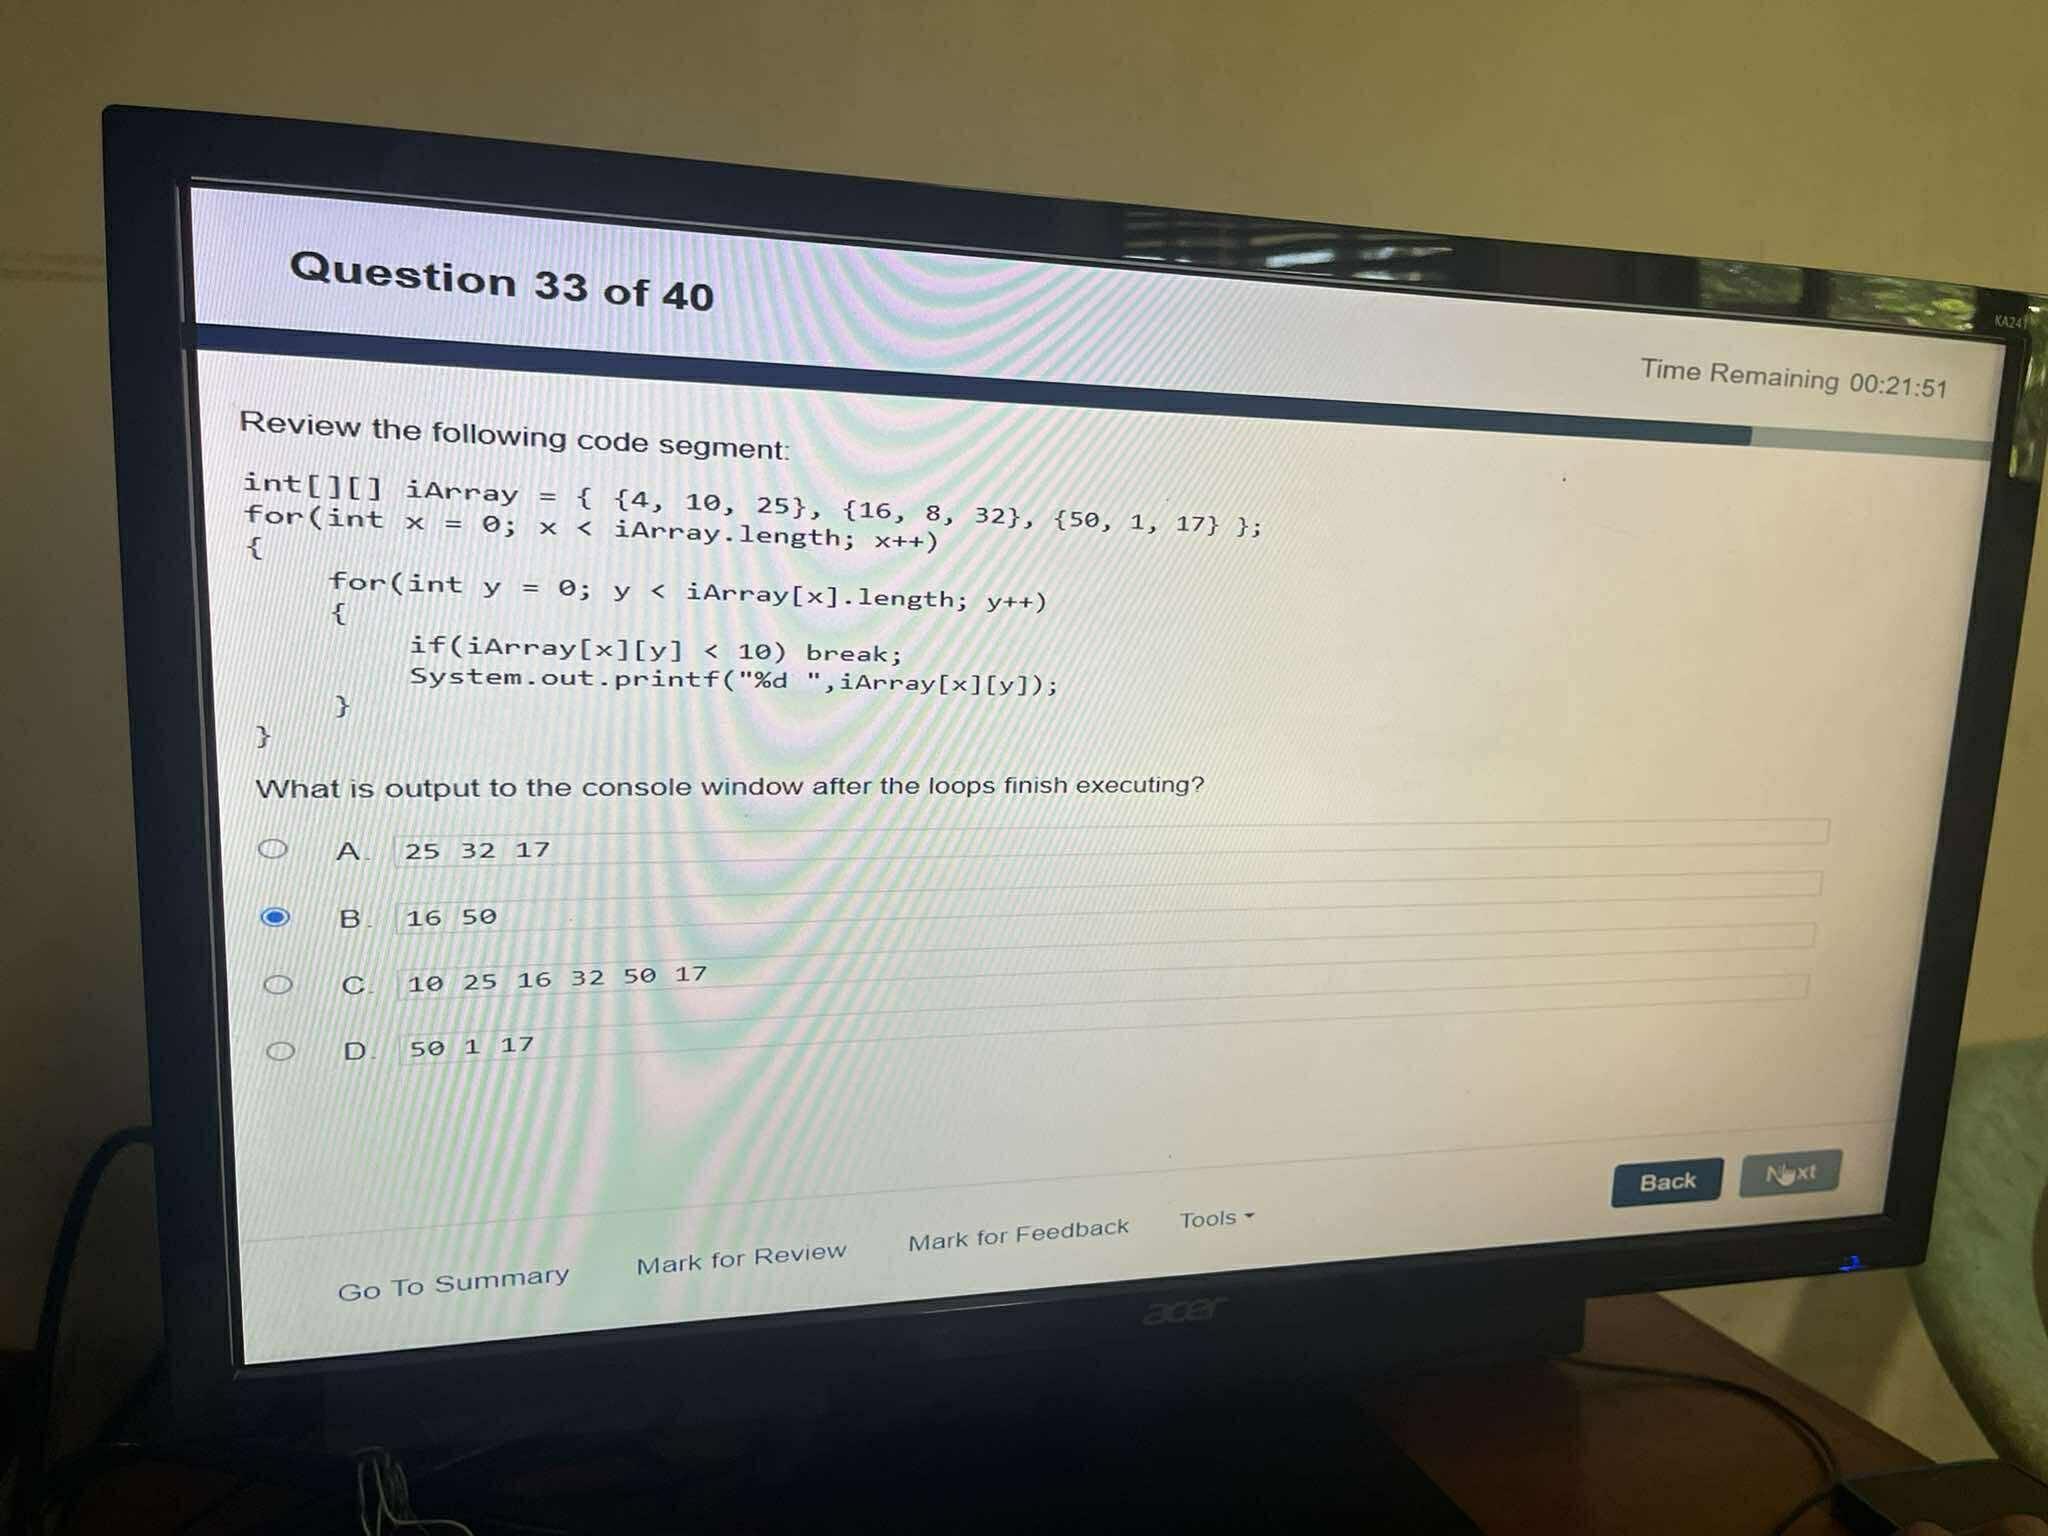 KA241
Question 33 of 40
Time Remaining 00:21:51
Review the following code segment:
int[][] iArray = { {4, 10, 25}, {16, 8, 32}, {50, 1, 17} };
for(int x = 0; x < iArray.length; x++)
{
for(int y = 0; y < iArray[x].length; y++)
{
if(iArray[x][y] < 10) break;
System.out.printf("%d ",iArray[x][y]);
}
}
What is output to the console window after the loops finish executing?
A. 25 32 17
B. 16 50
C. 10 25 16 32 50 17
D. 50 1 17
Back Next
Go To Summary Mark for Review Mark for Feedback Tools
acer